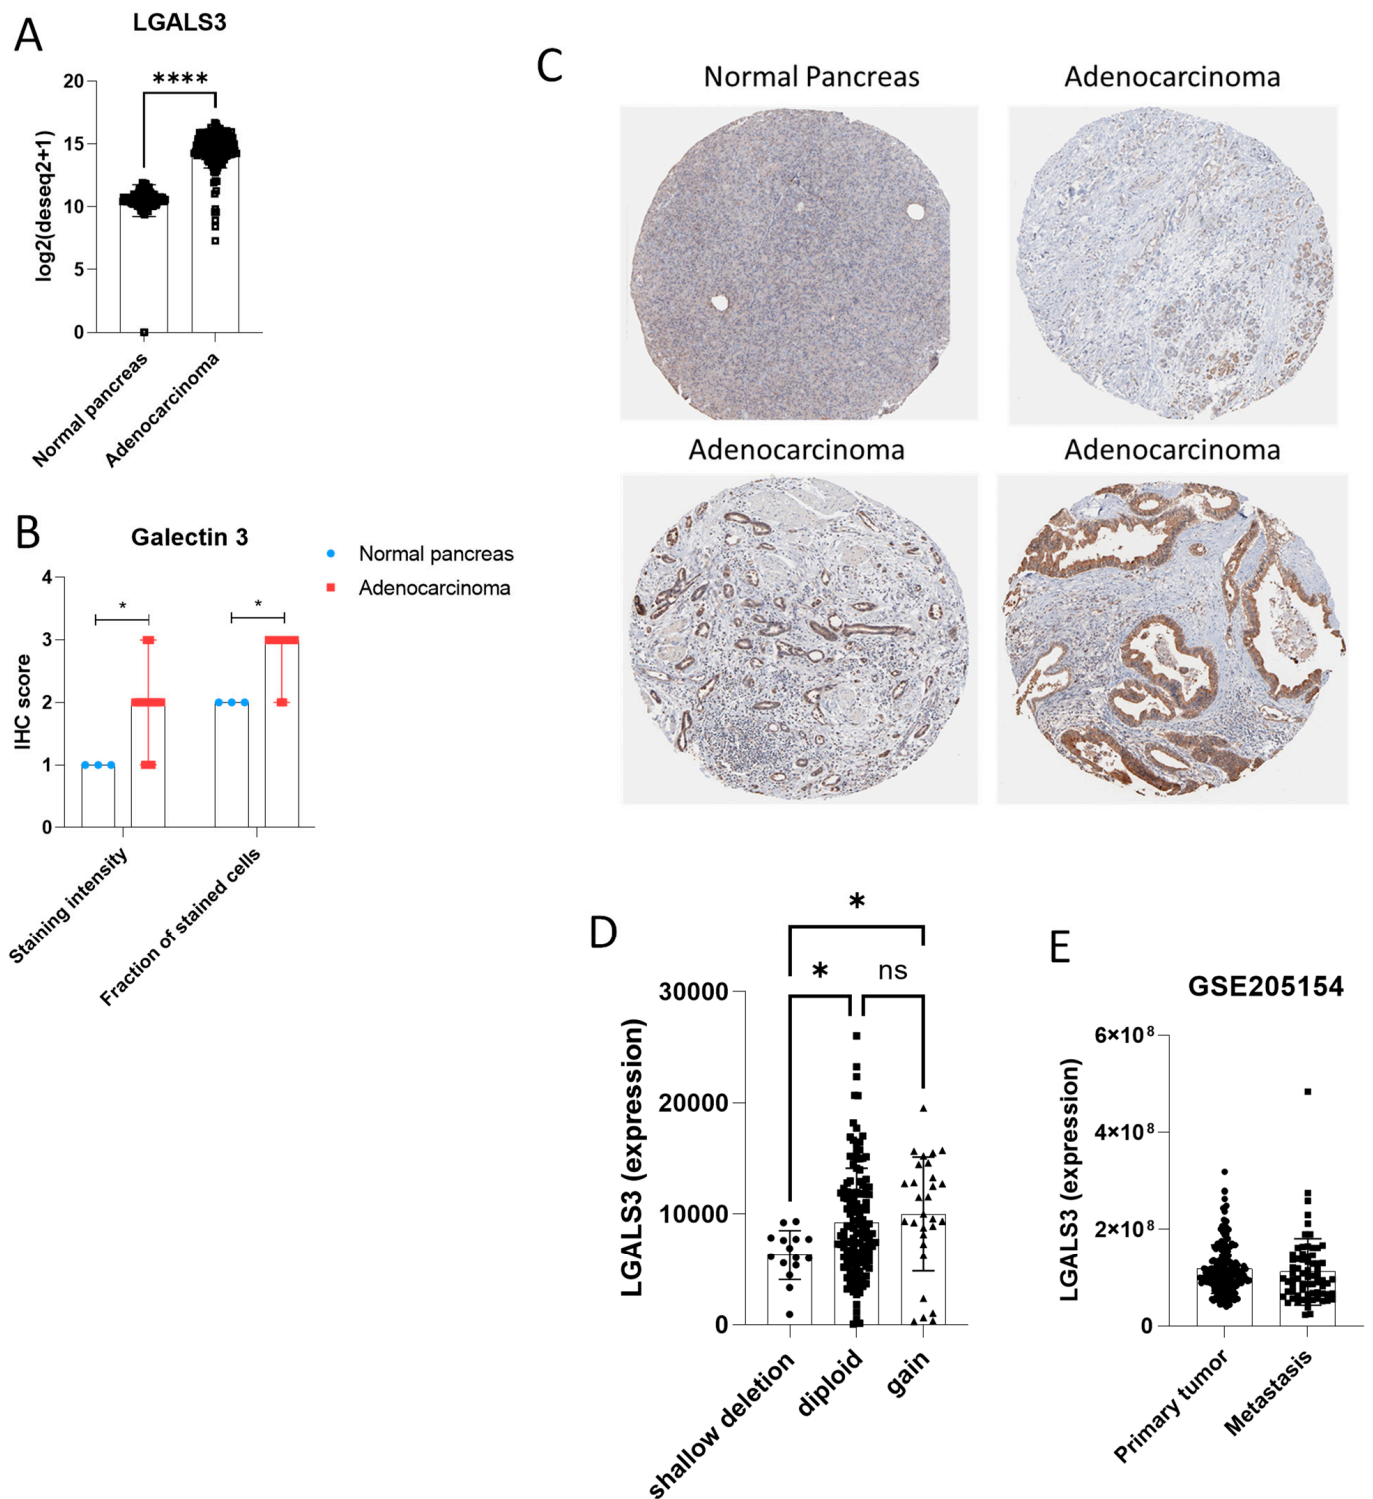 A
LGALS3
****
20
15
10
5
0
log2(deseq2+1)
Normal pancreas
Adenocarcinoma
B
Galectin 3
Normal pancreas
Adenocarcinoma
4
3
2
1
0
IHC score
*
*
Staining intensity
Fraction of stained cells
C
Normal Pancreas
Adenocarcinoma
Adenocarcinoma
Adenocarcinoma
D
*
*
ns
30000
20000
10000
0
LGALS3 (expression)
shallow deletion
diploid
gain
E
GSE205154
6×10⁸
4×10⁸
2×10⁸
0
LGALS3 (expression)
Primary tumor
Metastasis